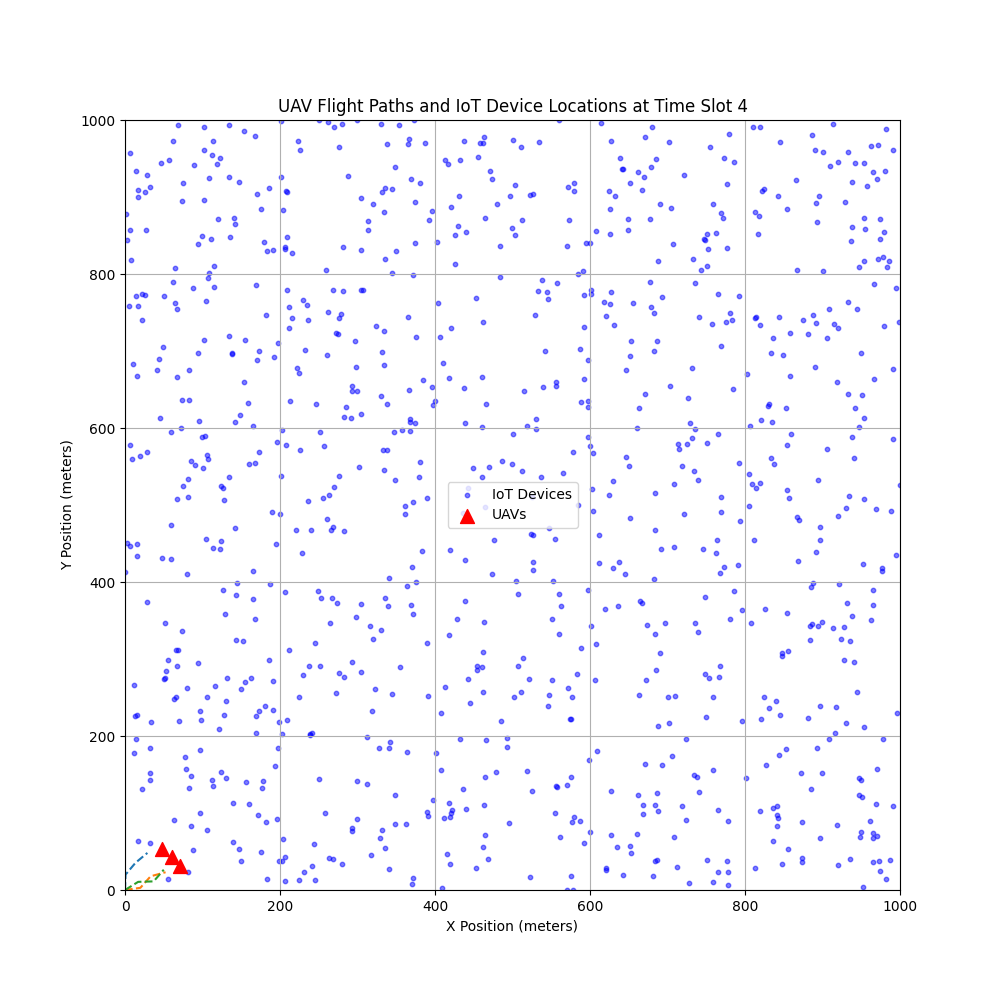 UAV Flight Paths and IoT Device Locations at Time Slot 4
1000
800
600
400
200
0
Y Position (meters)
IoT Devices
UAVs
0 200 400 600 800 1000
X Position (meters)